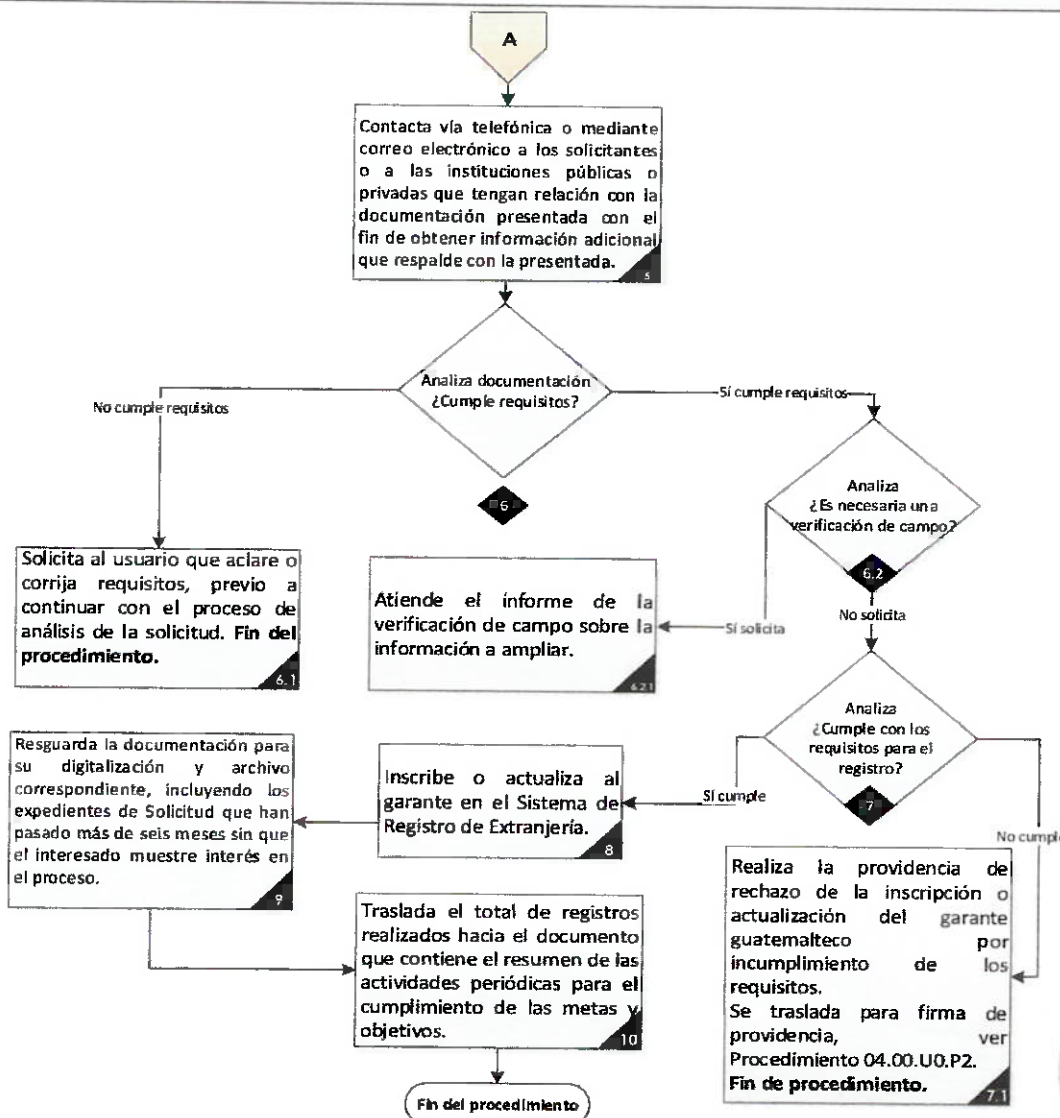 A
Contacta vía telefónica o mediante
correo electrónico a los solicitantes
o a las instituciones públicas o
privadas que tengan relación con la
documentación presentada con el
fin de obtener información adicional
que respalde con la presentada.
5
Analiza documentación
¿Cumple requisitos?
No cumple requisitos
Sí cumple requisitos
6
Analiza
¿Es necesaria una
verificación de campo?
6.2
Solicita al usuario que aclare o
corrija requisitos, previo a
continuar con el proceso de
análisis de la solicitud. Fin del
procedimiento.
6.1
Atiende el informe de la
verificación de campo sobre la
información a ampliar.
6.2.1
Sí solicita
No solicita
Analiza
¿Cumple con los
requisitos para el
registro?
7
Sí cumple
No cumple
Resguarda la documentación para
su digitalización y archivo
correspondiente, incluyendo los
expedientes de Solicitud que han
pasado más de seis meses sin que
el interesado muestre interés en
el proceso.
9
Inscribe o actualiza al
garante en el Sistema de
Registro de Extranjería.
8
Realiza la providencia de
rechazo de la inscripción o
actualización del garante
guatemalteco por
incumplimiento de los
requisitos.
Se traslada para firma de
providencia, ver
Procedimiento 04.00.U0.P2.
Fin de procedimiento.
7.1
Traslada el total de registros
realizados hacia el documento
que contiene el resumen de las
actividades periódicas para el
cumplimiento de las metas y
objetivos.
10
Fin del procedimiento